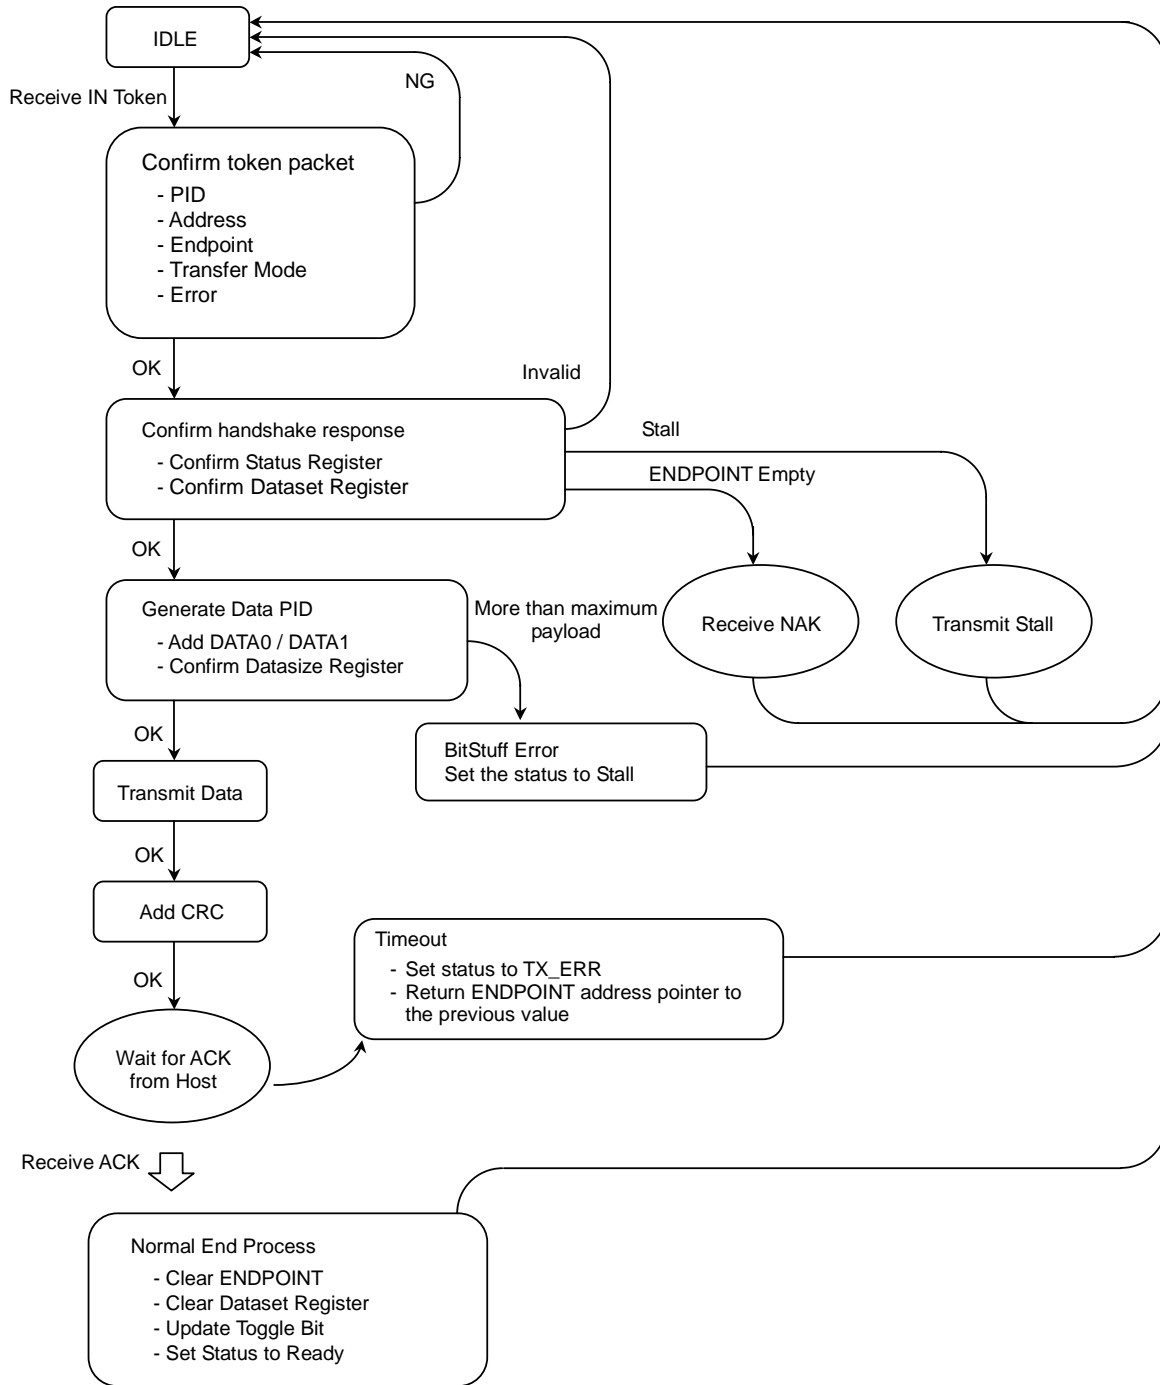 IDLE
NG
Receive IN Token
Confirm token packet
- PID
- Address
- Endpoint
- Transfer Mode
- Error
OK
Invalid
Confirm handshake response
- Confirm Status Register
- Confirm Dataset Register
Stall
ENDPOINT Empty
OK
Generate Data PID
- Add DATA0 / DATA1
- Confirm Datasize Register
More than maximum
payload
Receive NAK
Transmit Stall
OK
BitStuff Error
Set the status to Stall
Transmit Data
OK
Add CRC
OK
Timeout
- Set status to TX_ERR
- Return ENDPOINT address pointer to
the previous value
Wait for ACK
from Host
Receive ACK
Normal End Process
- Clear ENDPOINT
- Clear Dataset Register
- Update Toggle Bit
- Set Status to Ready